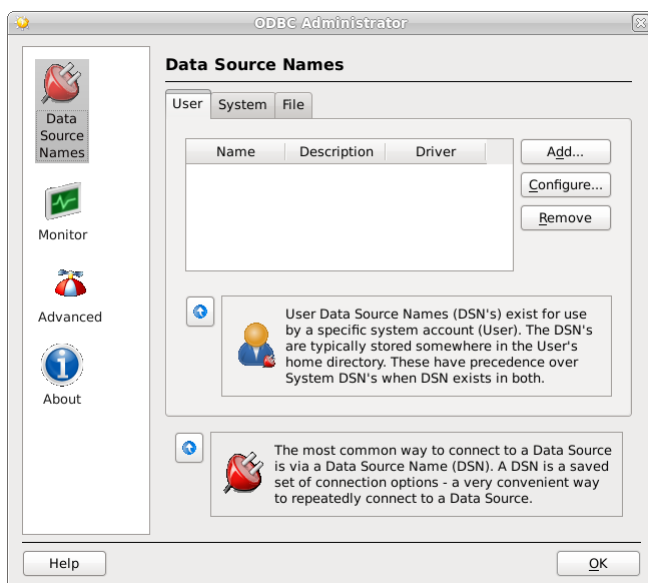 ODBC Administrator
Data
Source
Names
Monitor
Advanced
About
Data Source Names
User
System
File
Name
Description
Driver
Add...
Configure...
Remove
User Data Source Names (DSN's) exist for use
by a specific system account (User). The DSN's
are typically stored somewhere in the User's
home directory. These have precedence over
System DSN's when DSN exists in both.
The most common way to connect to a Data Source
is via a Data Source Name (DSN). A DSN is a saved
set of connection options - a very convenient way
to repeatedly connect to a Data Source.
Help
OK